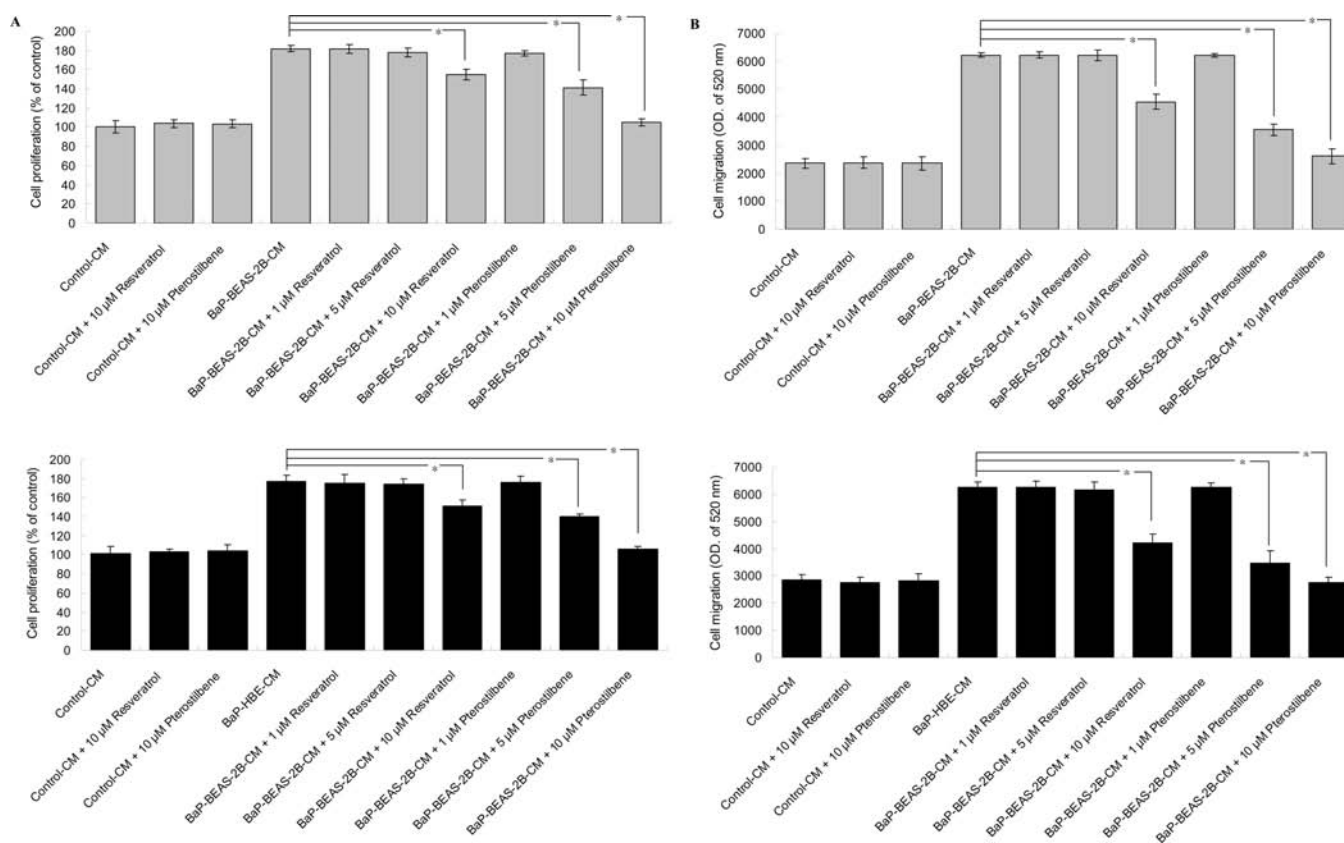 A
Cell proliferation (% of control)
200
180
160
140
120
100
80
60
40
20
0
*
*
*
Control-CM
Control-CM + 10 µM Resveratrol
Control-CM + 10 µM Pterostilbene
BaP-BEAS-2B-CM
BaP-BEAS-2B-CM + 1 µM Resveratrol
BaP-BEAS-2B-CM + 5 µM Resveratrol
BaP-BEAS-2B-CM + 10 µM Resveratrol
BaP-BEAS-2B-CM + 1 µM Pterostilbene
BaP-BEAS-2B-CM + 5 µM Pterostilbene
BaP-BEAS-2B-CM + 10 µM Pterostilbene
B
Cell migration (OD. of 520 nm)
7000
6000
5000
4000
3000
2000
1000
0
*
*
*
Control-CM
Control-CM + 10 µM Resveratrol
Control-CM + 10 µM Pterostilbene
BaP-BEAS-2B-CM
BaP-BEAS-2B-CM + 1 µM Resveratrol
BaP-BEAS-2B-CM + 5 µM Resveratrol
BaP-BEAS-2B-CM + 10 µM Resveratrol
BaP-BEAS-2B-CM + 1 µM Pterostilbene
BaP-BEAS-2B-CM + 5 µM Pterostilbene
BaP-BEAS-2B-CM + 10 µM Pterostilbene
Cell proliferation (% of control)
200
180
160
140
120
100
80
60
40
20
0
*
*
*
Control-CM
Control-CM + 10 µM Resveratrol
Control-CM + 10 µM Pterostilbene
BaP-HBE-CM
BaP-BEAS-2B-CM + 1 µM Resveratrol
BaP-BEAS-2B-CM + 5 µM Resveratrol
BaP-BEAS-2B-CM + 10 µM Resveratrol
BaP-BEAS-2B-CM + 1 µM Pterostilbene
BaP-BEAS-2B-CM + 5 µM Pterostilbene
BaP-BEAS-2B-CM + 10 µM Pterostilbene
Cell migration (OD. of 520 nm)
7000
6000
5000
4000
3000
2000
1000
0
*
*
*
Control-CM
Control-CM + 10 µM Resveratrol
Control-CM + 10 µM Pterostilbene
BaP-HBE-CM
BaP-BEAS-2B-CM + 1 µM Resveratrol
BaP-BEAS-2B-CM + 5 µM Resveratrol
BaP-BEAS-2B-CM + 10 µM Resveratrol
BaP-BEAS-2B-CM + 1 µM Pterostilbene
BaP-BEAS-2B-CM + 5 µM Pterostilbene
BaP-BEAS-2B-CM + 10 µM Pterostilbene